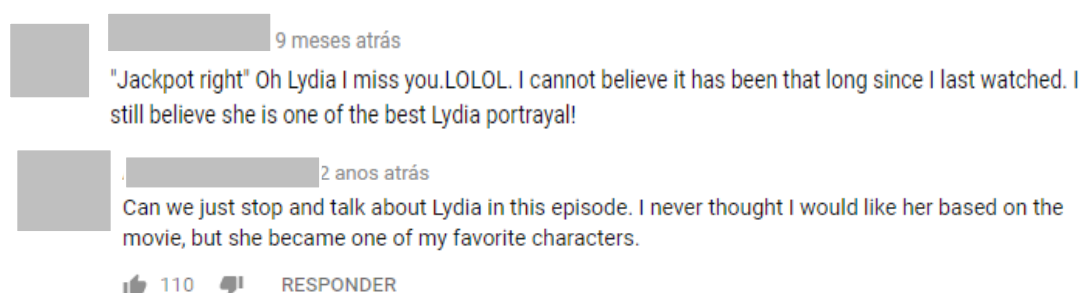 9 meses atrás
"Jackpot right" Oh Lydia I miss you.LOLOL. I cannot believe it has been that long since I last watched. I
still believe she is one of the best Lydia portrayal!
2 anos atrás
Can we just stop and talk about Lydia in this episode. I never thought I would like her based on the
movie, but she became one of my favorite characters.
110 RESPONDER